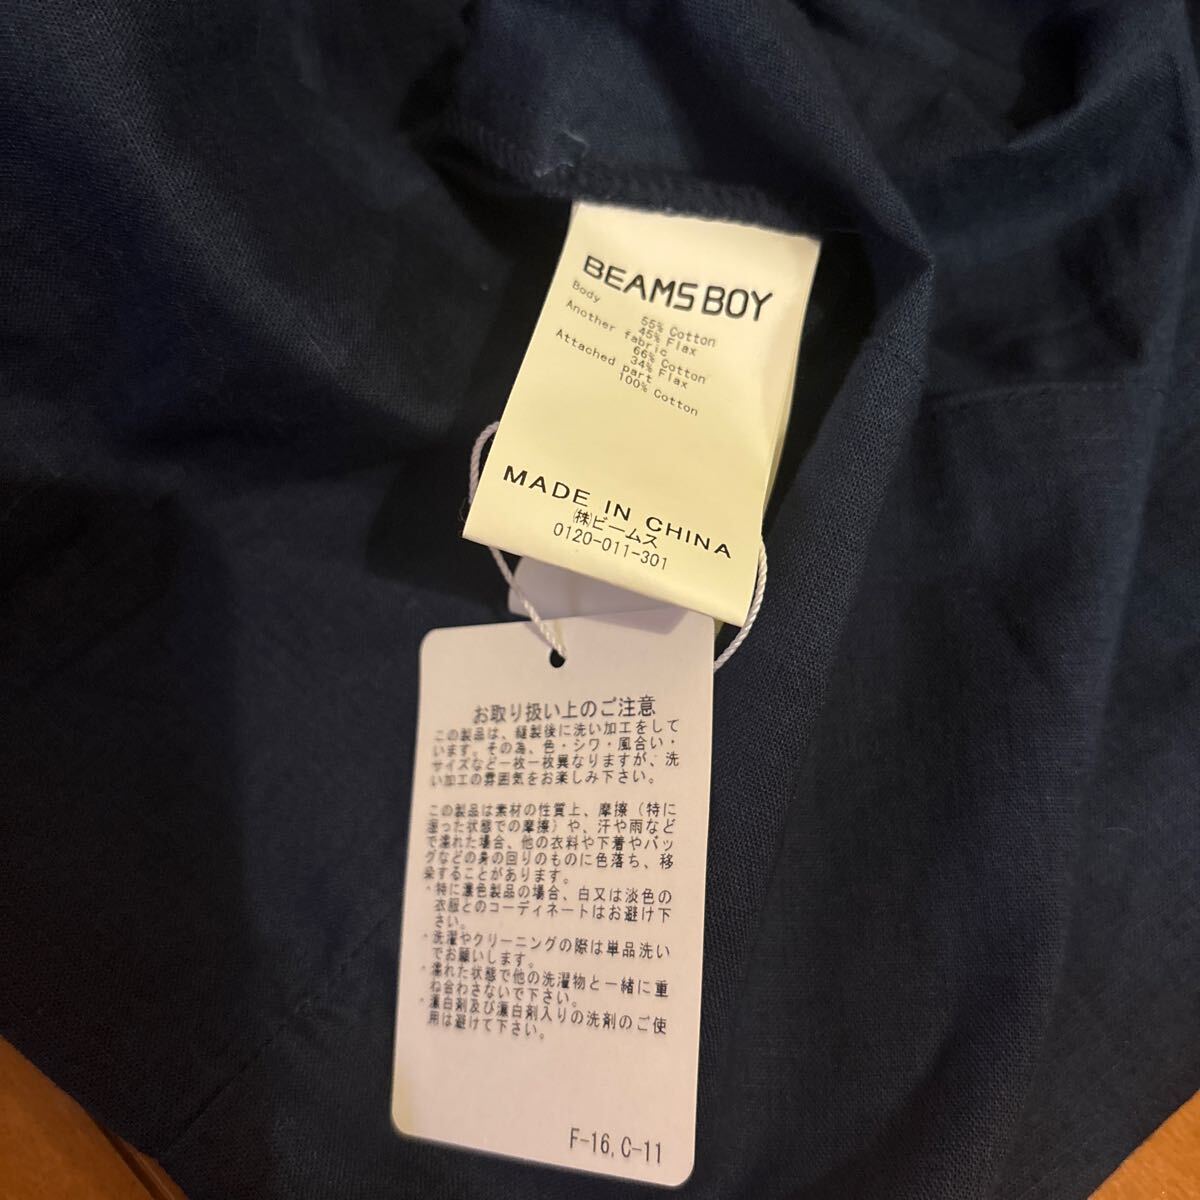 BEAMS BOY
Body
55% Cotton
45% Flax
Another fabric
66% Cotton
34% Flax
Attached part
100% Cotton
MADE IN CHINA
㈱ビームス
0120-011-301
お取り扱い上のご注意
この製品は、縫製後に洗い加工をして
います。その為、色・シワ・風合い・
サイズなど一枚一枚異なりますが、洗
い加工の雰囲気をお楽しみ下さい。
この製品は素材の性質上、摩擦（特に
湿った状態での摩擦）や、汗や雨など
で濡れた場合、他の衣料や下着やバッ
グなどの身の回りのものに色落ち、移
染することがあります。
・特に濃色製品の場合、白又は淡色の
衣服とのコーディネートはお避け下
さい。
・洗濯やクリーニングの際は単品洗い
でお願いします。
・濡れた状態で他の洗濯物と一緒に重
ね合わさないで下さい。
・漂白剤及び漂白剤入りの洗剤のご使
用は避けて下さい。
F-16,C-11